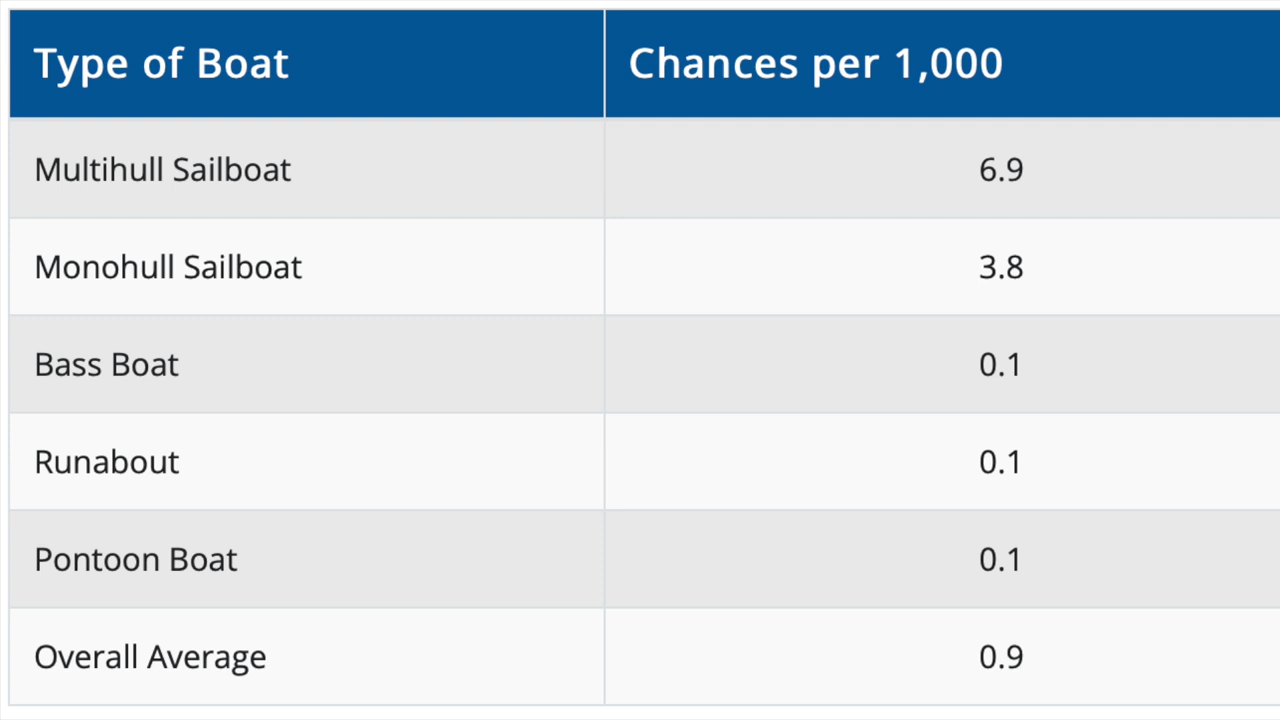 Type of Boat Chances per 1,000
Multihull Sailboat 6.9
Monohull Sailboat 3.8
Bass Boat 0.1
Runabout 0.1
Pontoon Boat 0.1
Overall Average 0.9